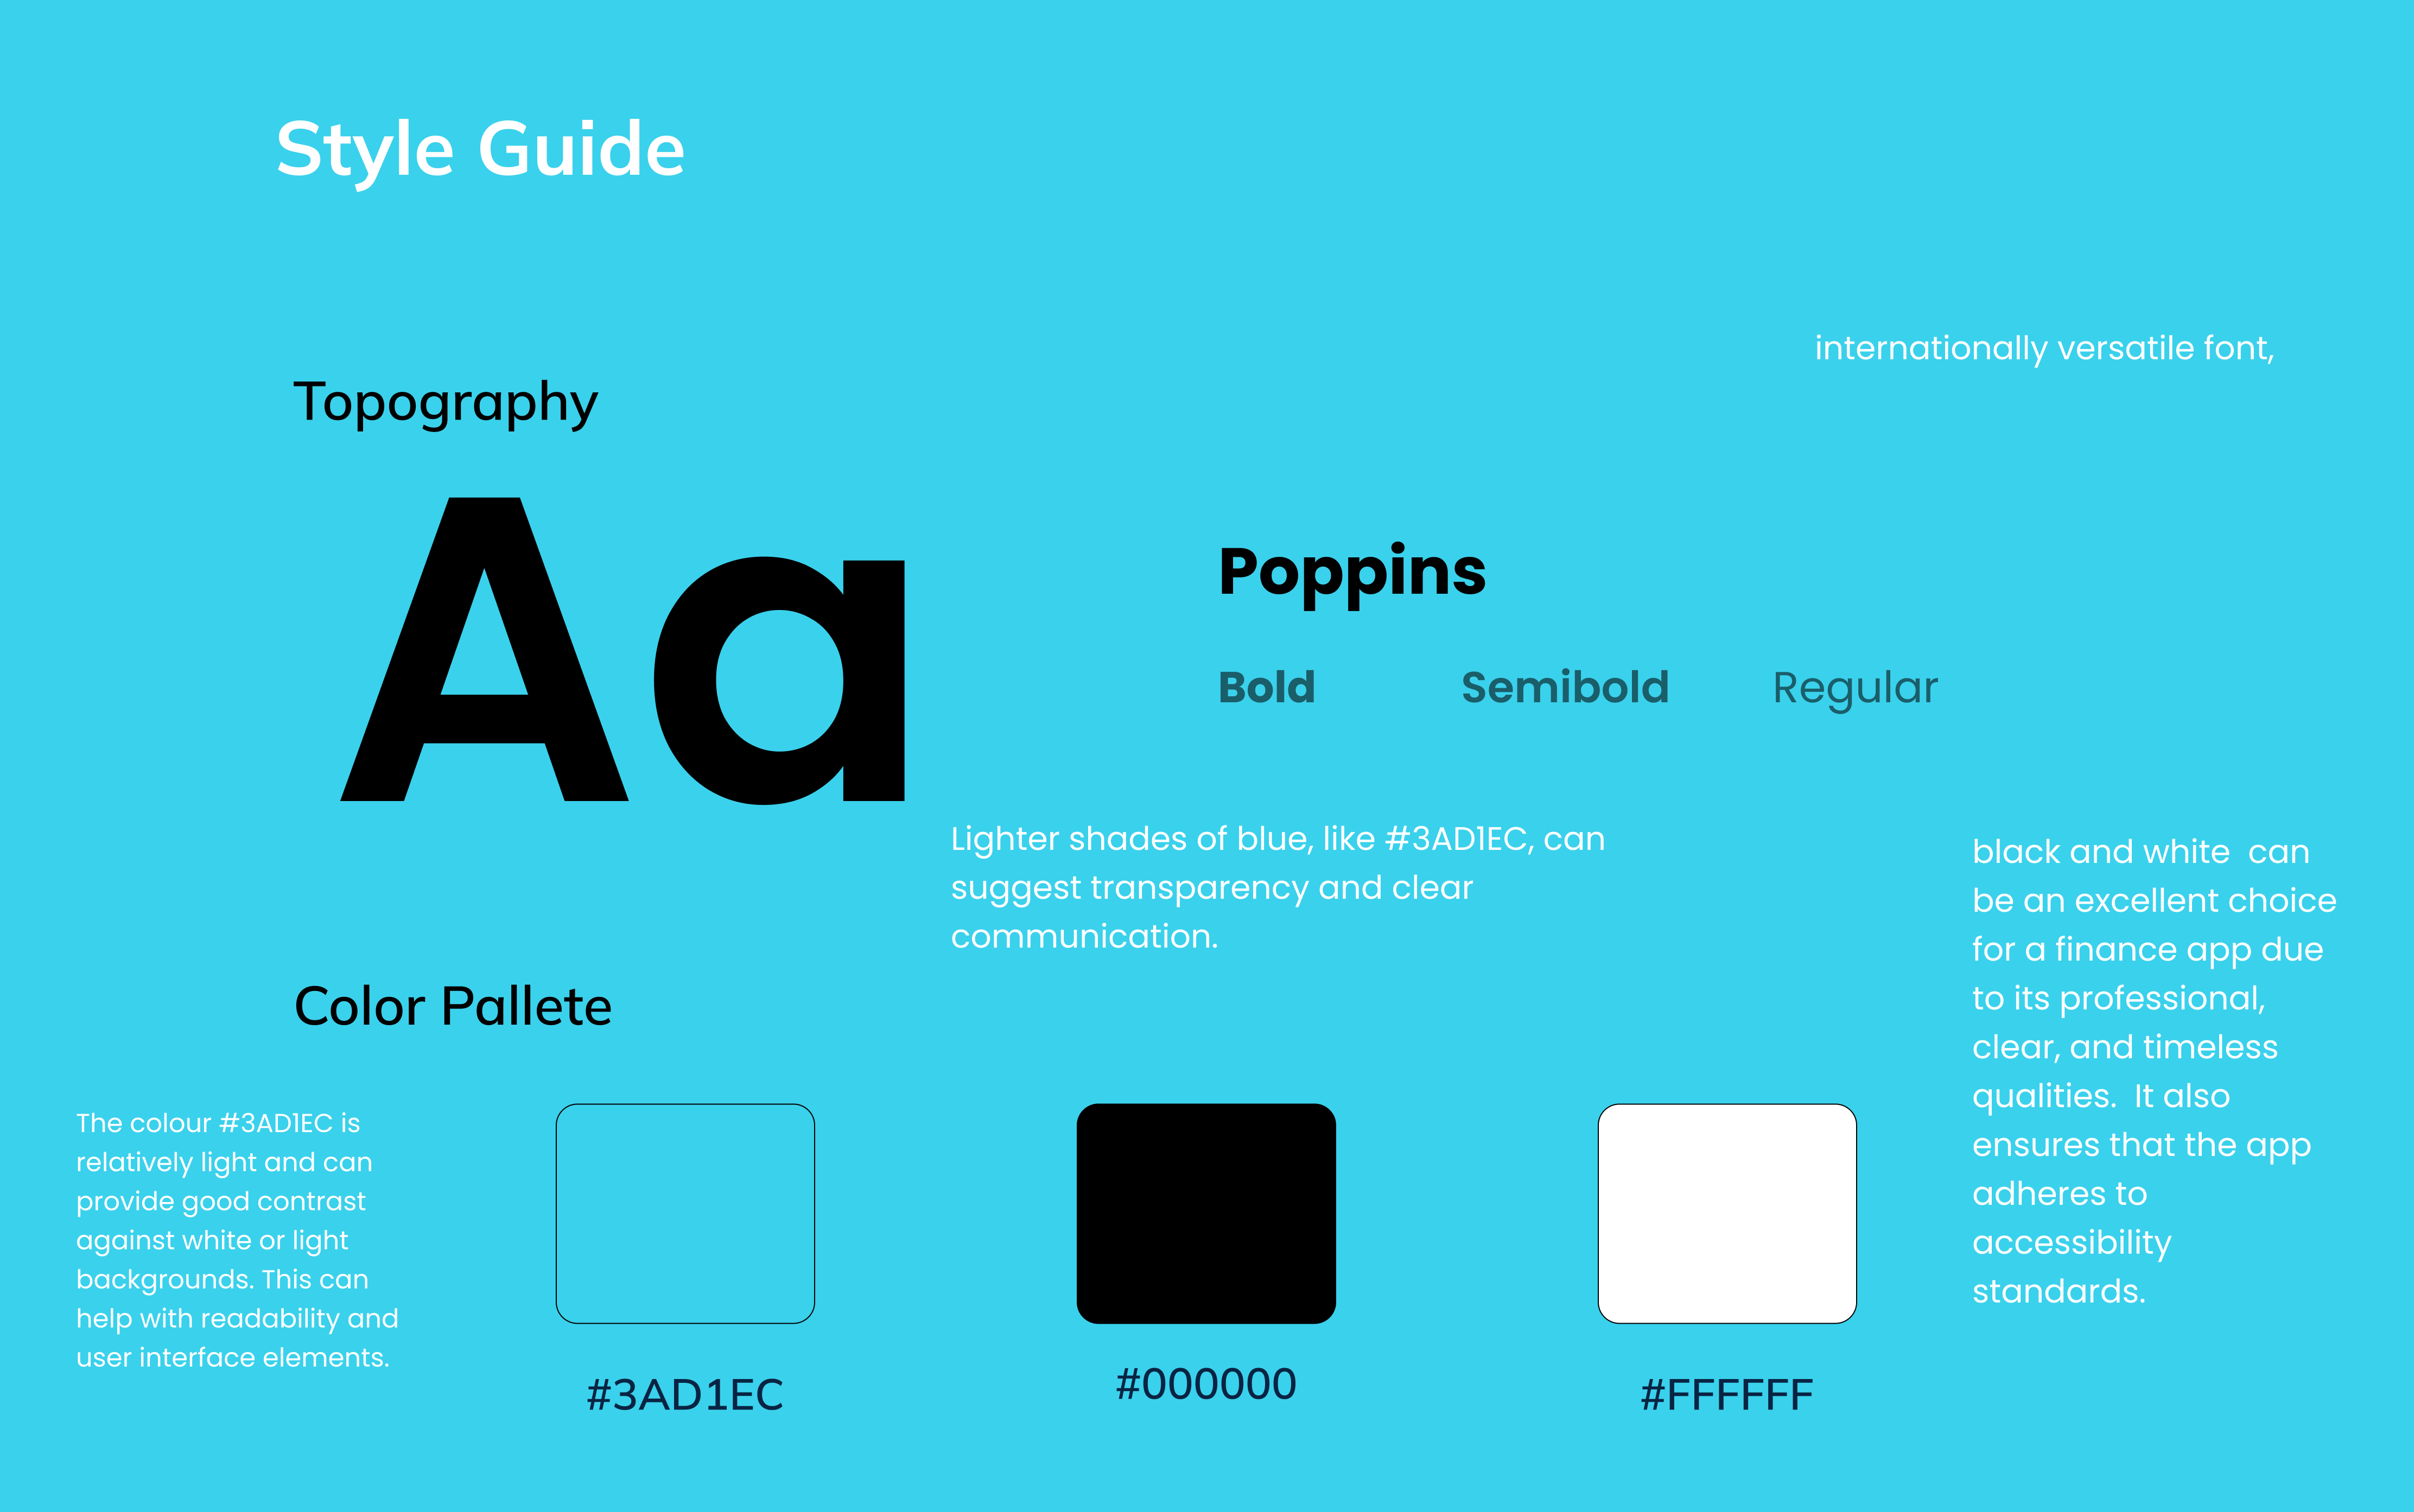 Style Guide
internationally versatile font,
Topography
Aa
Poppins
Bold Semibold Regular
Lighter shades of blue, like #3AD1EC, can
suggest transparency and clear
communication.
black and white  can
be an excellent choice
for a finance app due
to its professional,
clear, and timeless
qualities.  It also
ensures that the app
adheres to
accessibility
standards.
Color Pallete
The colour #3AD1EC is
relatively light and can
provide good contrast
against white or light
backgrounds. This can
help with readability and
user interface elements.
#3AD1EC
#000000
#FFFFFF